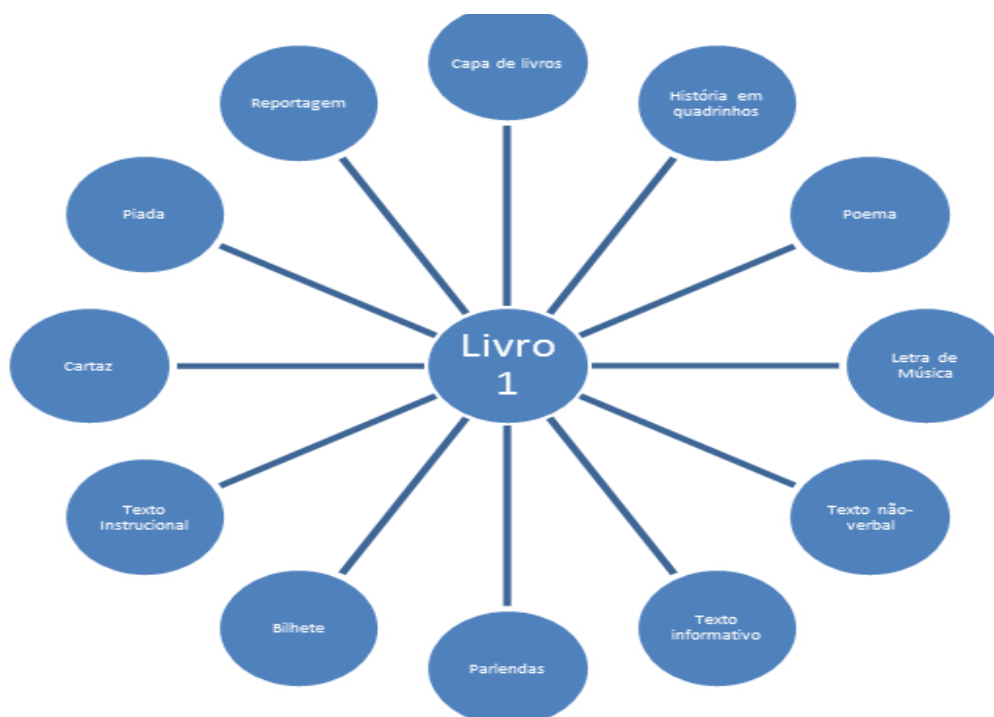 Capa de livros
História em
quadrinhos
Poema
Letra de
Música
Texto não-
verbal
Texto
informativo
Parlendas
Bilhete
Texto
Instrucional
Cartaz
Piada
Reportagem
Livro
1